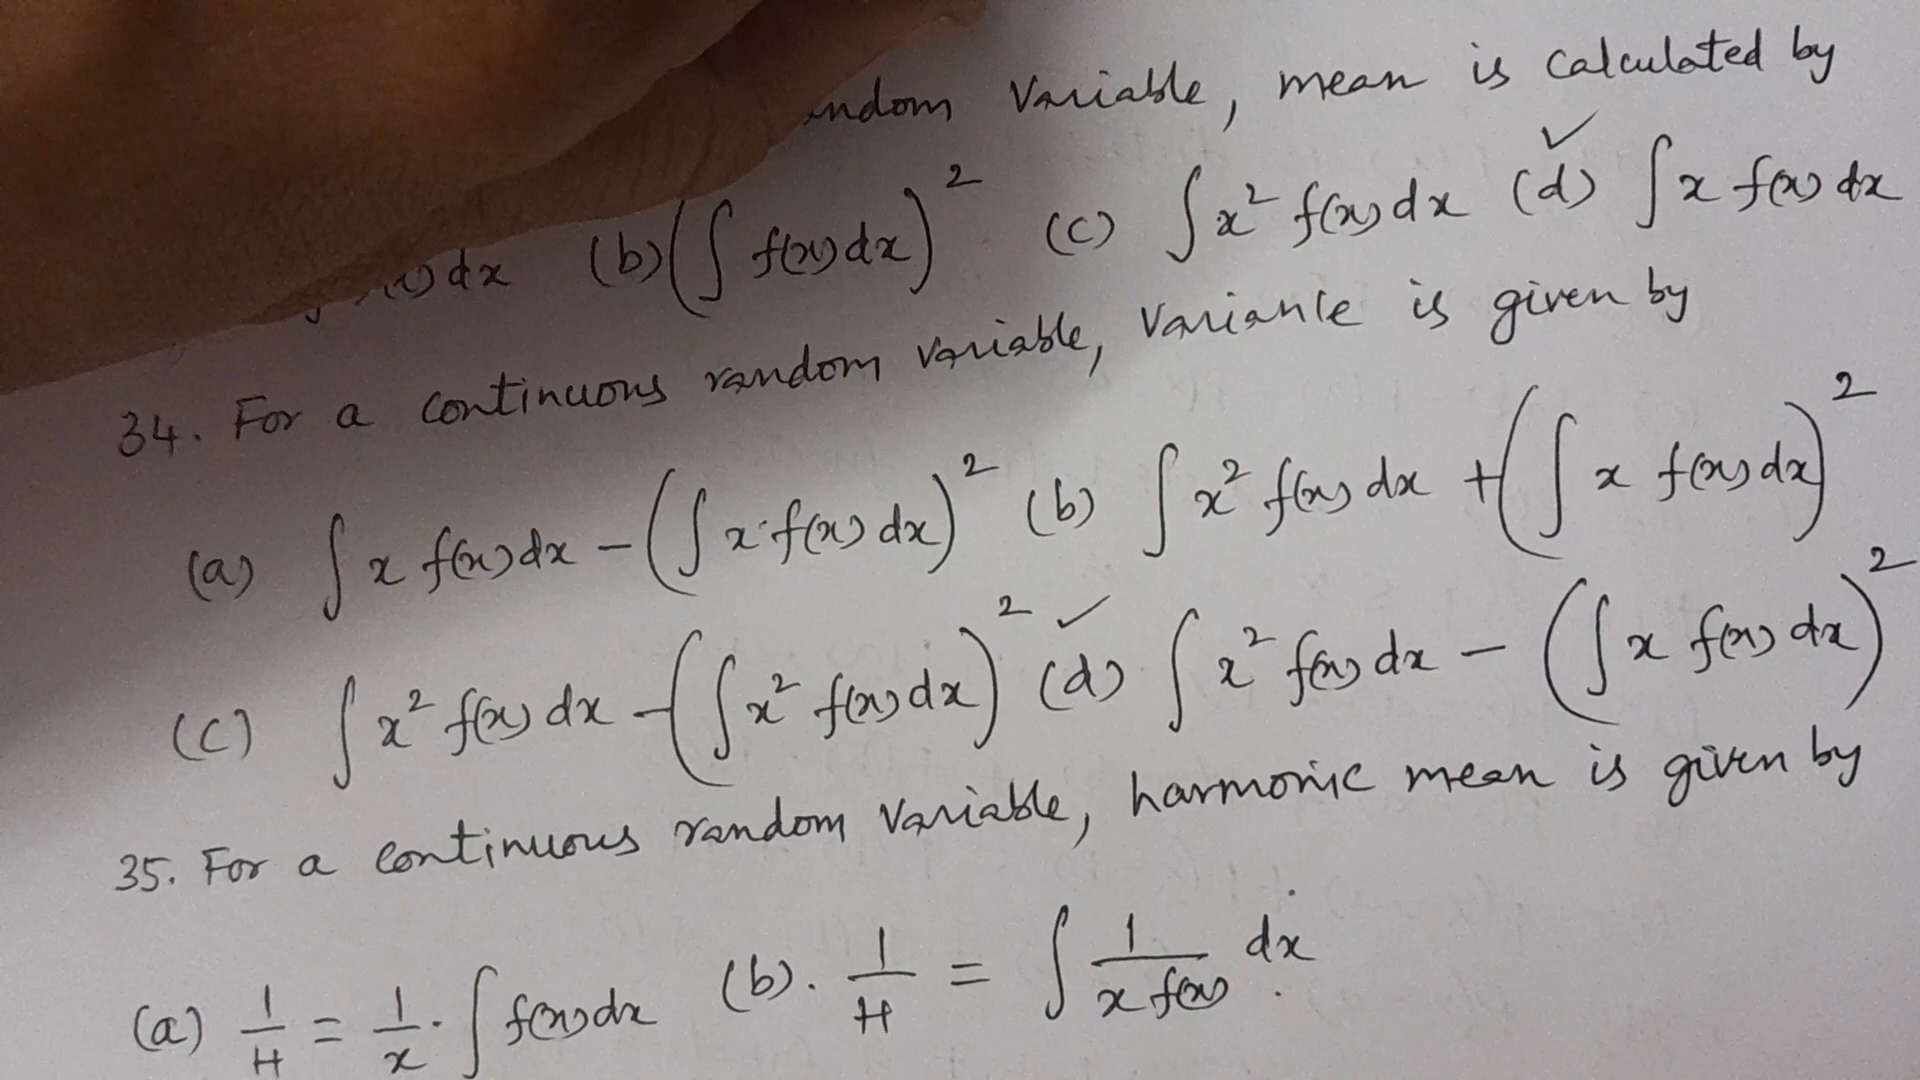 Variable, mean is calculated by
dx (b) (∫ f(x) dx)² (c) ∫ x² f(x) dx (d) ✓ ∫ x f(x) dx
34. For a continuous random variable, Variance is given by
(a) ∫ x f(x) dx - (∫ x f(x) dx)² (b) ∫ x² f(x) dx + (∫ x f(x) dx)²
(c) ∫ x² f(x) dx - (∫ x² f(x) dx)² (d) ✓ ∫ x² f(x) dx - (∫ x f(x) dx)²
35. For a continuous random variable, harmonic mean is given by
(a) 1/H = 1/x . ∫ f(x) dx (b). 1/H = ∫ 1/(x f(x)) dx .